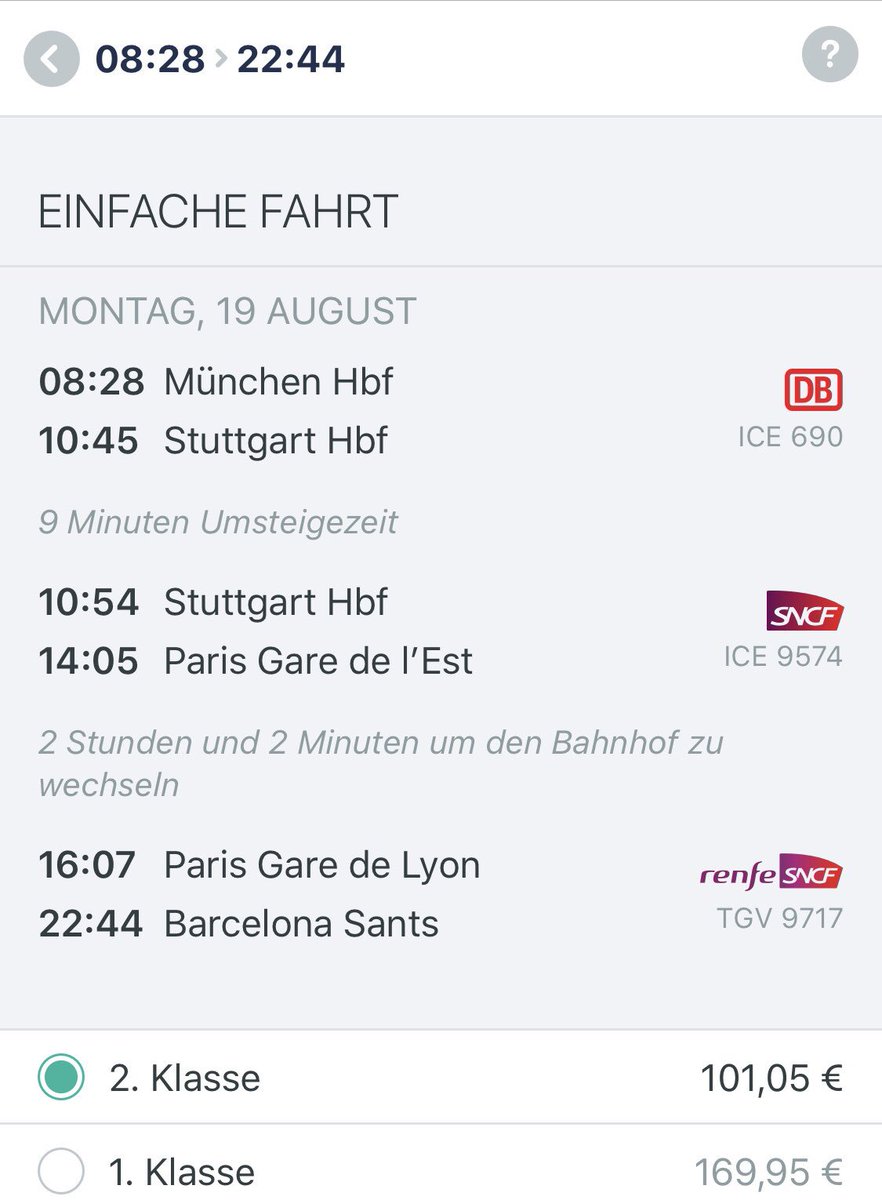 08:28 > 22:44
?
EINFACHE FAHRT
MONTAG, 19 AUGUST
08:28 München Hbf
DB
10:45 Stuttgart Hbf
ICE 690
9 Minuten Umsteigezeit
10:54 Stuttgart Hbf
SNCF
14:05 Paris Gare de l’Est
ICE 9574
2 Stunden und 2 Minuten um den Bahnhof zu
wechseln
16:07 Paris Gare de Lyon
renfe SNCF
22:44 Barcelona Sants
TGV 9717
2. Klasse 101,05 €
1. Klasse 169,95 €